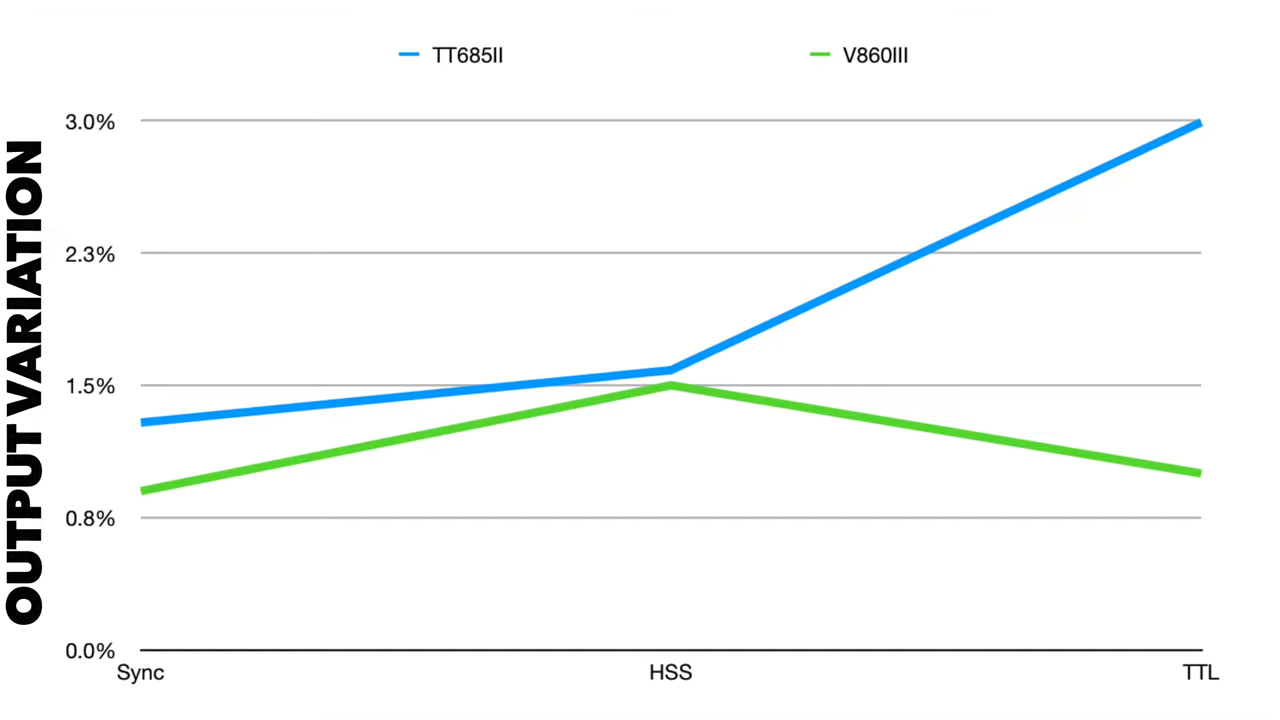 TT685II
V860III
OUTPUT VARIATION
3.0%
2.3%
1.5%
0.8%
0.0%
Sync
HSS
TTL